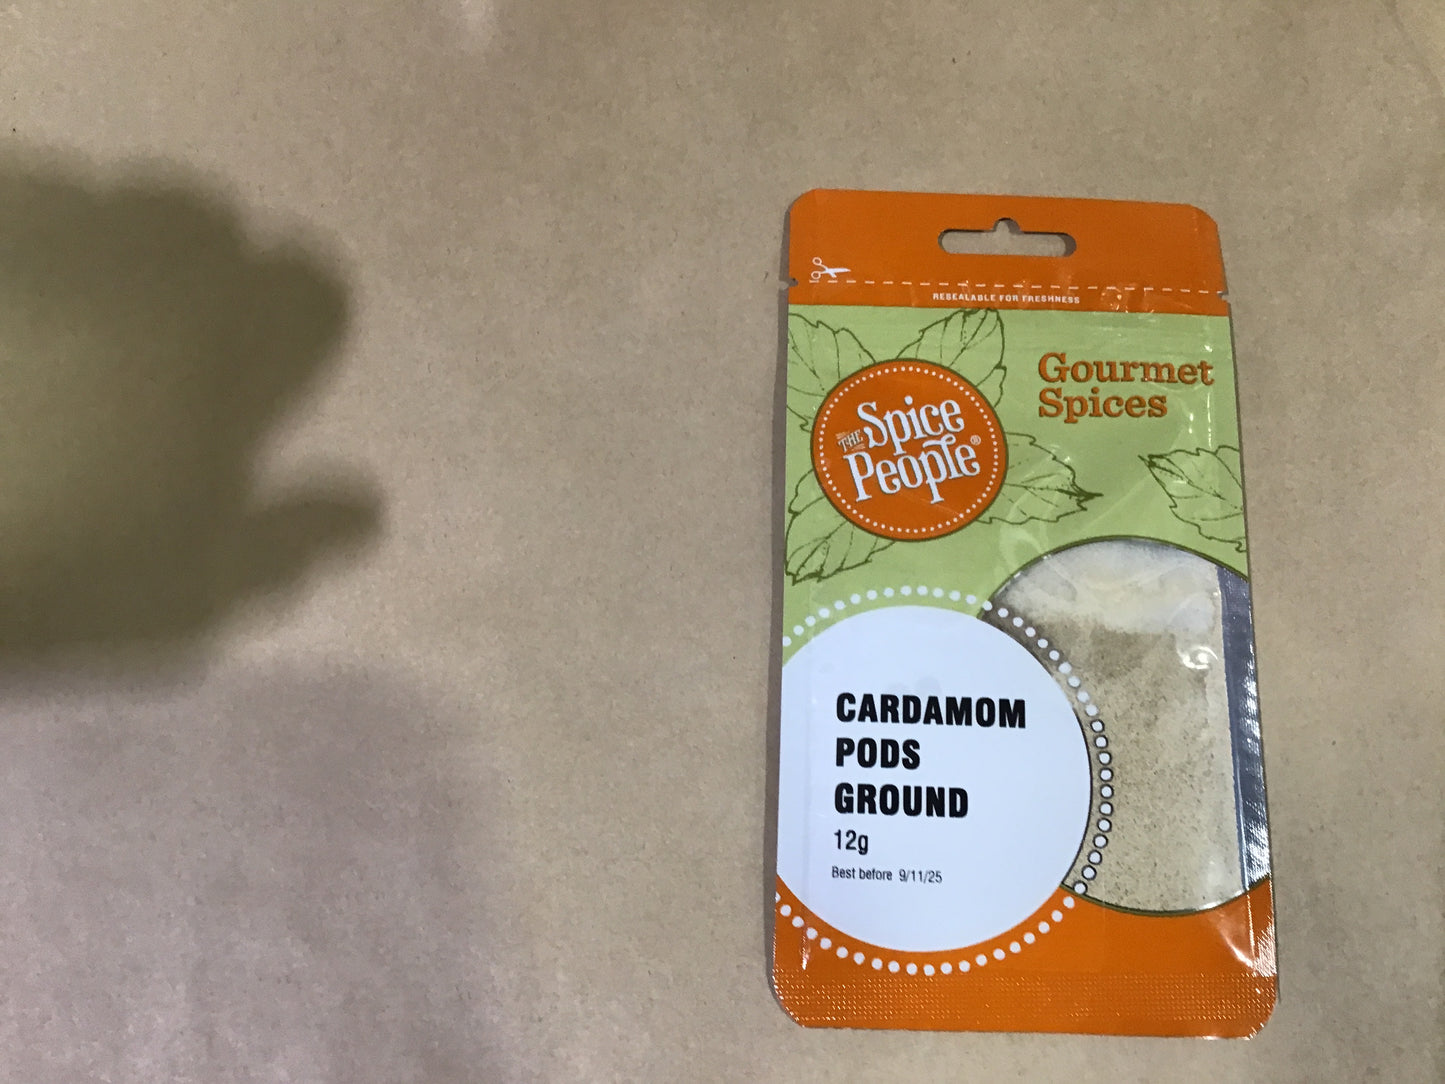 RESEALABLE FOR FRESHNESS
Gourmet
Spices
THE Spice
People®
CARDAMOM
PODS
GROUND
12g
Best before 9/11/25